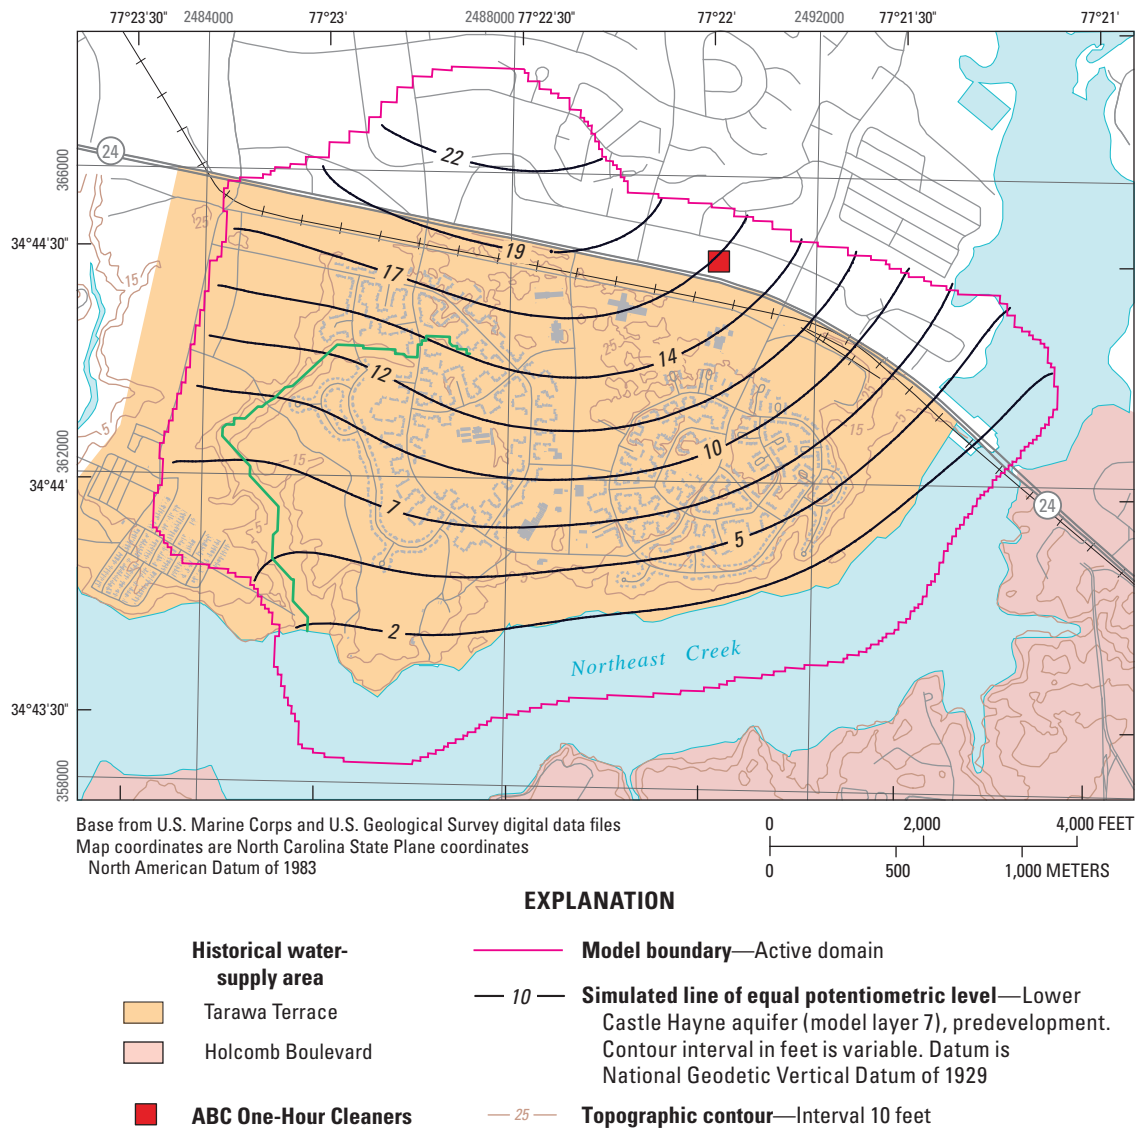 77°23'30" 2484000 77°23' 2488000 77°22'30" 77°22' 2492000 77°21'30" 77°21'
24
366000
22
25
34°44'30"
19
15
17
25
14
12
5
5
15
10
15
362000
34°44'
7
24
5
5
5
2
Northeast Creek
34°43'30"
358000
Base from U.S. Marine Corps and U.S. Geological Survey digital data files
Map coordinates are North Carolina State Plane coordinates
North American Datum of 1983
0 2,000 4,000 FEET
0 500 1,000 METERS
EXPLANATION
Historical water-
supply area
Tarawa Terrace
Holcomb Boulevard
ABC One-Hour Cleaners
Model boundary—Active domain
10 Simulated line of equal potentiometric level—Lower
Castle Hayne aquifer (model layer 7), predevelopment.
Contour interval in feet is variable. Datum is
National Geodetic Vertical Datum of 1929
25 Topographic contour—Interval 10 feet